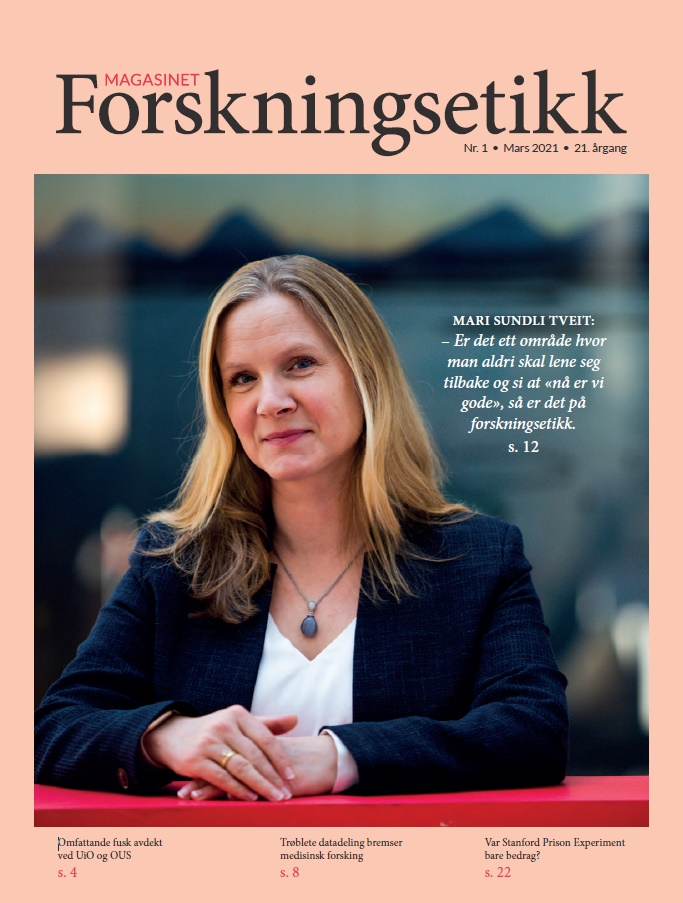 MAGASINET
Forskningsetikk
Nr. 1 • Mars 2021 • 21. årgang
MARI SUNDLI TVEIT:
– Er det ett område hvor
man aldri skal lene seg
tilbake og si at «nå er vi
gode», så er det på
forskningsetikk.
s. 12
Omfattende fusk avdekt
ved UiO og OUS
s. 4
Trøblete datadeling bremser
medisinsk forsking
s. 8
Var Stanford Prison Experiment
bare bedrag?
s. 22